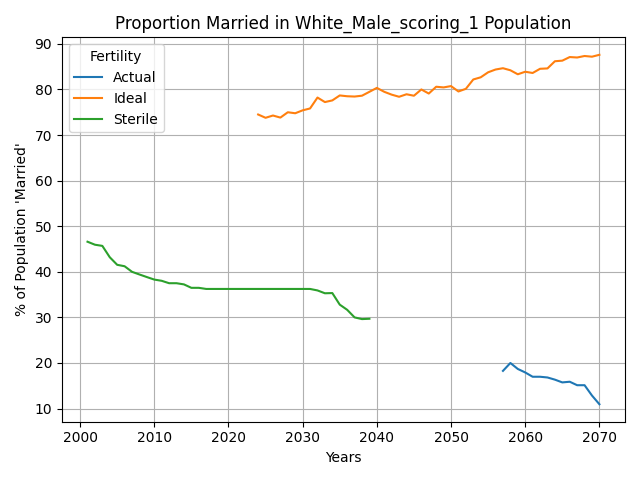 Proportion Married in White_Male_scoring_1 Population
Fertility
Actual
Ideal
Sterile
% of Population 'Married'
90
80
70
60
50
40
30
20
10
2000 2010 2020 2030 2040 2050 2060 2070
Years